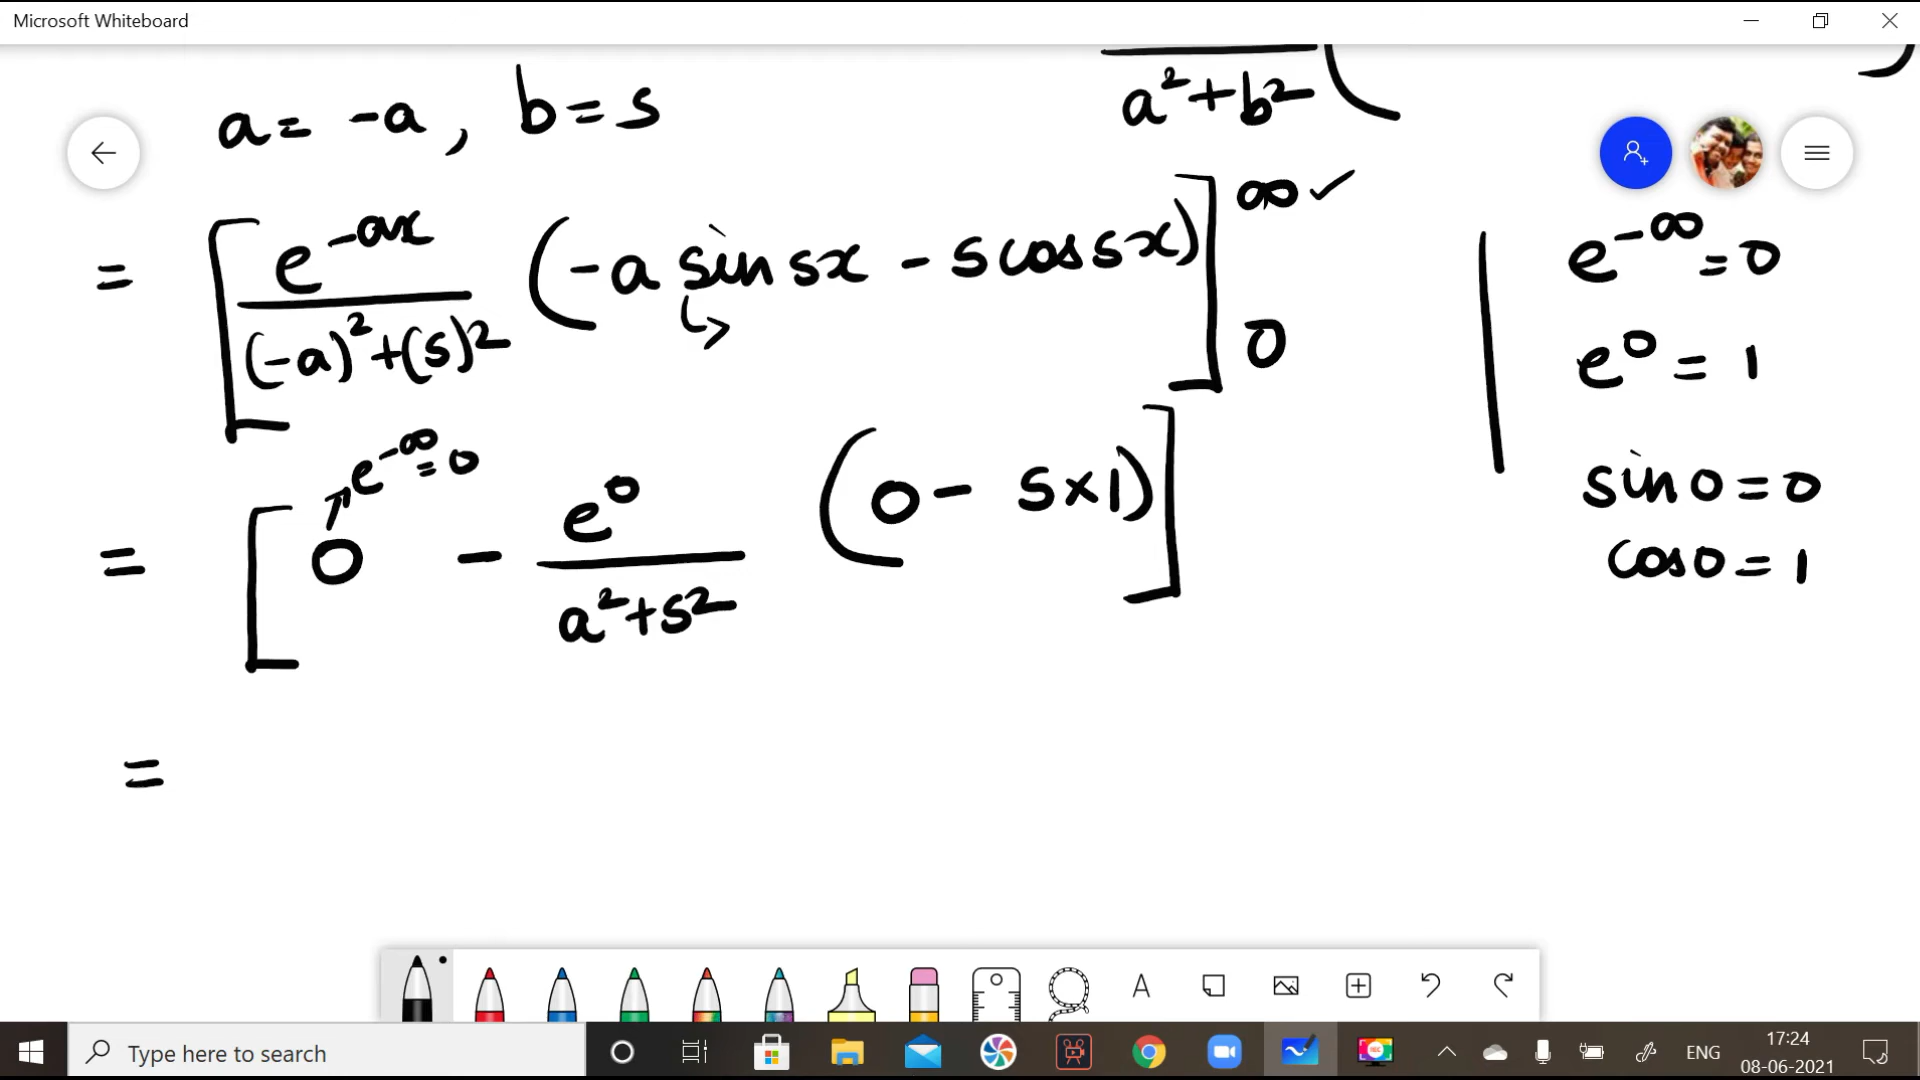 Microsoft Whiteboard
a = -a , b = s
a²+b² (
= [ e^{-ax} / (-a)²+(s)² (-a sin sx - s cos sx) ]_0^∞ ✓
e^{-∞} = 0
e^0 = 1
sin 0 = 0
cos 0 = 1
e^{-∞} = 0
= [ 0 - e^0 / a²+s² (0 - s×1) ]
=
A
Type here to search
ENG
17:24
08-06-2021